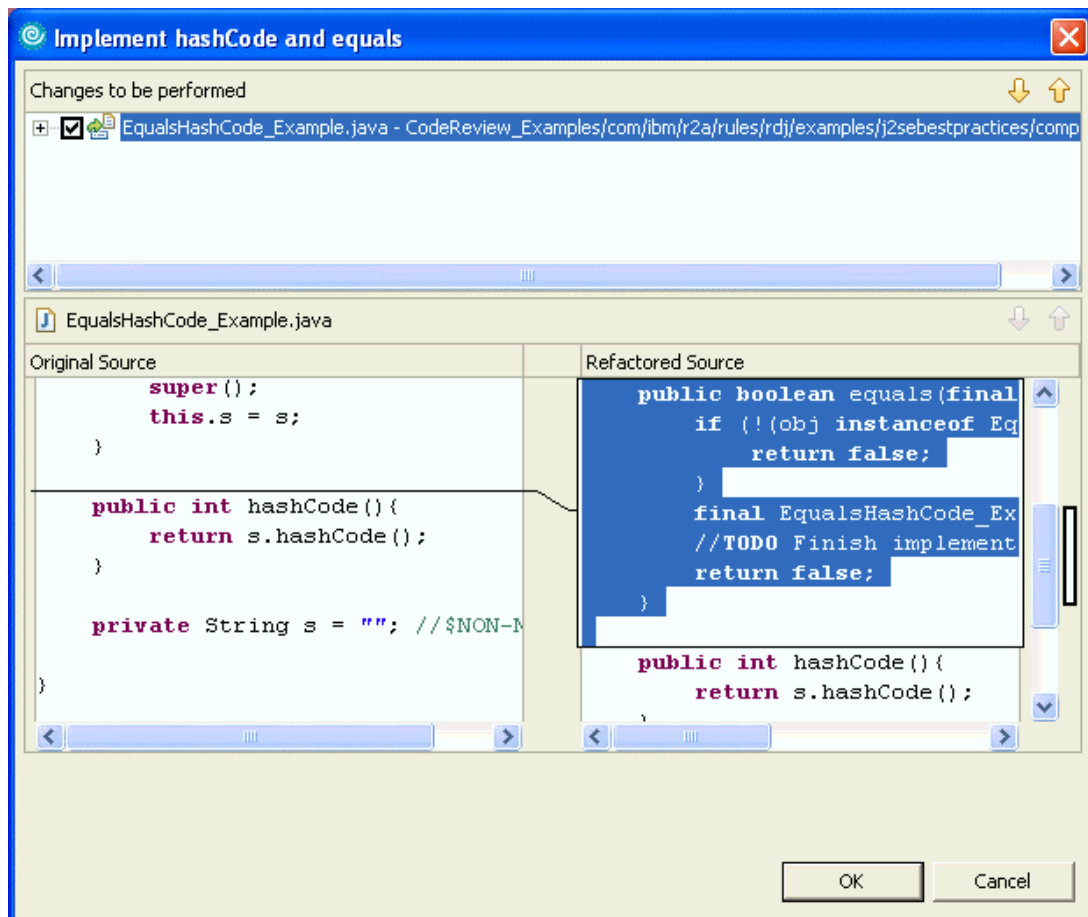 Implement hashCode and equals
Changes to be performed
EqualsHashCode_Example.java - CodeReview_Examples/com/ibm/r2a/rules/rdj/examples/j2sebestpractices/comp
EqualsHashCode_Example.java
Original Source
super();
this.s = s;
}
public int hashCode(){
return s.hashCode();
}
private String s = ""; //$NON-N
}
Refactored Source
public boolean equals(final
if (!(obj instanceof Eq
return false;
}
final EqualsHashCode_Ex
//TODO Finish implement
return false;
}
public int hashCode(){
return s.hashCode();
}
OK
Cancel